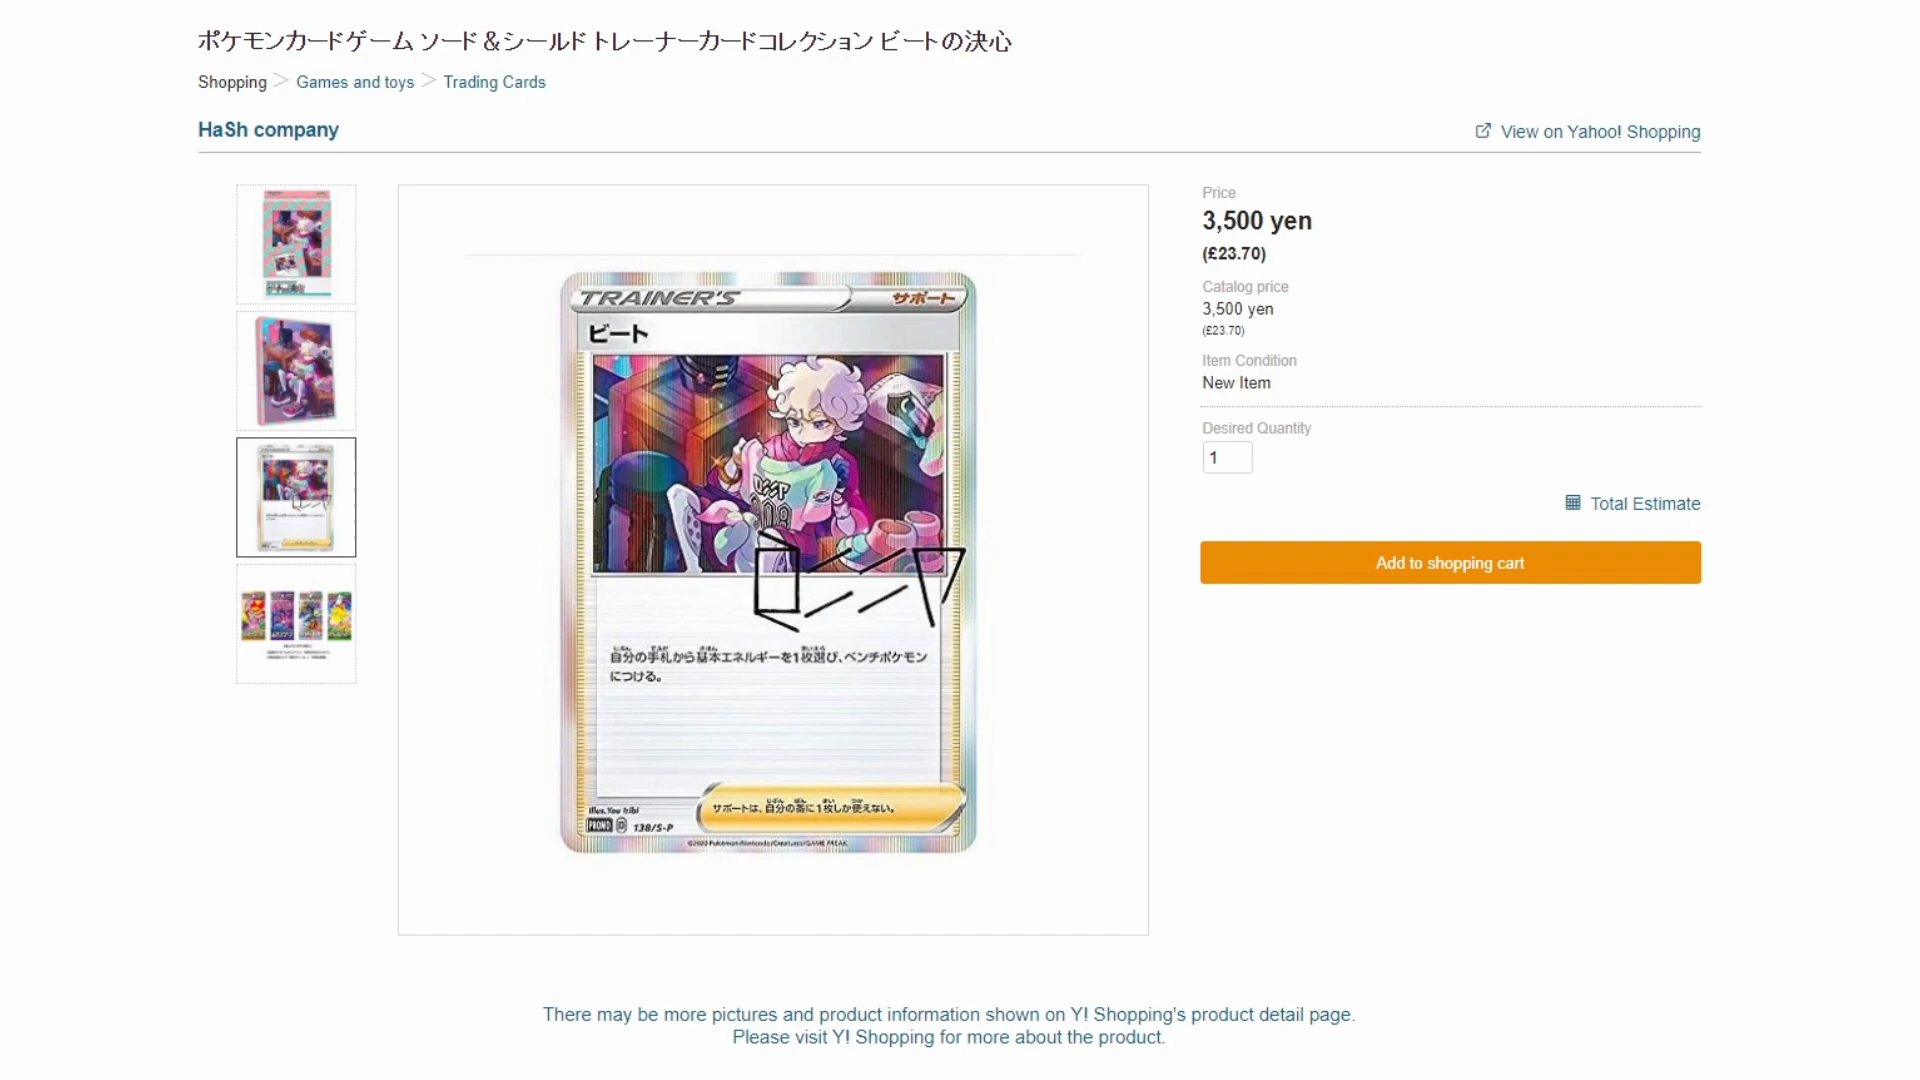 ポケモンカードゲーム ソード＆シールド トレーナーカードコレクション ビートの決心
Shopping > Games and toys > Trading Cards
HaSh company
View on Yahoo! Shopping
Price
3,500 yen
(£23.70)
Catalog price
3,500 yen
(£23.70)
Item Condition
New Item
Desired Quantity
1
Total Estimate
Add to shopping cart
TRAINER'S
サポート
ビート
908
自分の手札から基本エネルギーを1枚選び、ベンチポケモン
につける。
サポートは、自分の番に1枚しか使えない。
PROMO D 138/S-P
©2020 Pokémon/Nintendo/Creatures/GAME FREAK
There may be more pictures and product information shown on Y! Shopping's product detail page.
Please visit Y! Shopping for more about the product.